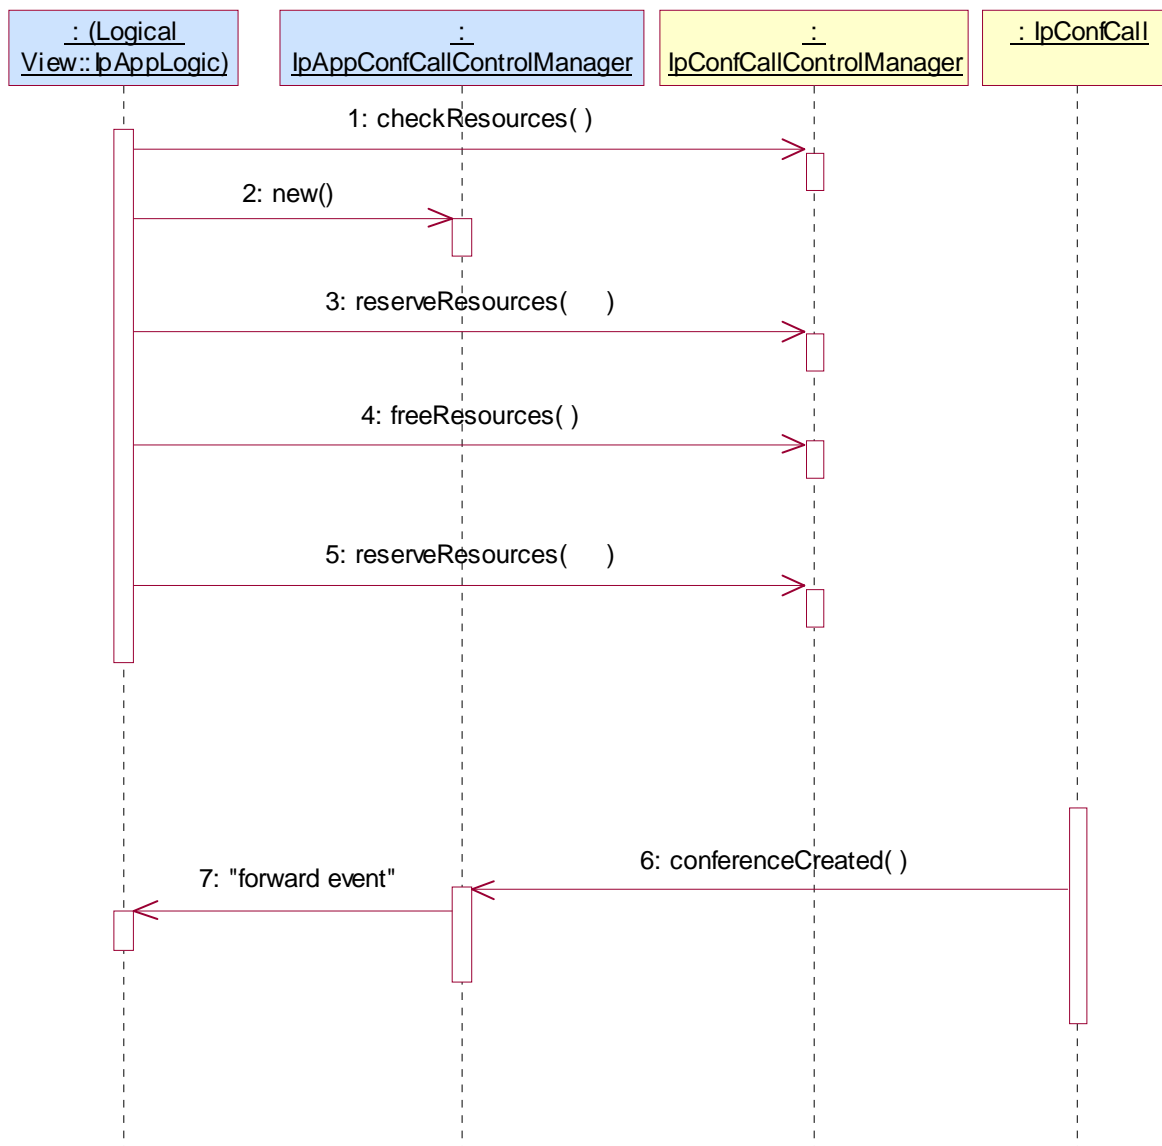 : (Logical
View::IpAppLogic)
:
IpAppConfCallControlManager
:
IpConfCallControlManager
: IpConfCall
1: checkResources( )
2: new()
3: reserveResources( )
4: freeResources( )
5: reserveResources( )
6: conferenceCreated( )
7: "forward event"